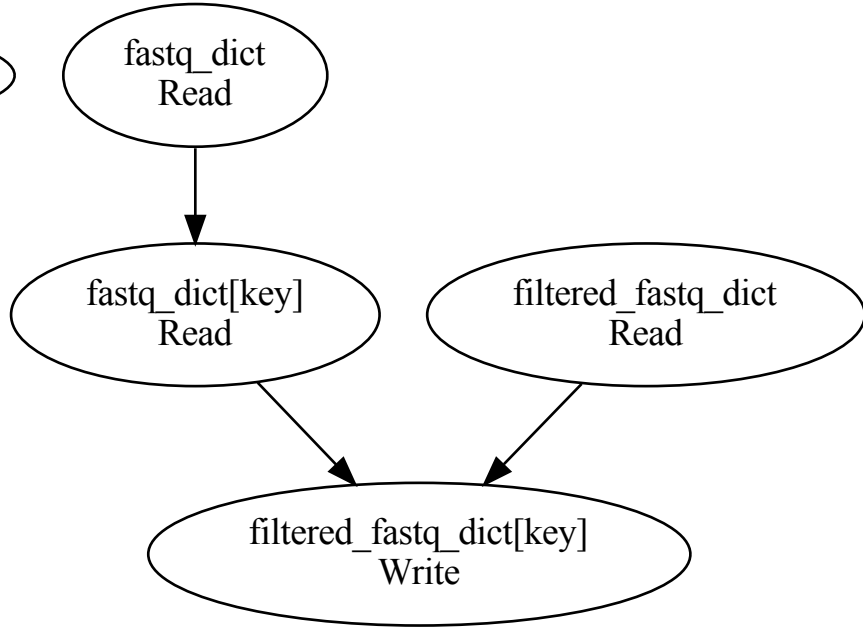 fastq_dict
Read
fastq_dict[key]
Read
filtered_fastq_dict
Read
filtered_fastq_dict[key]
Write